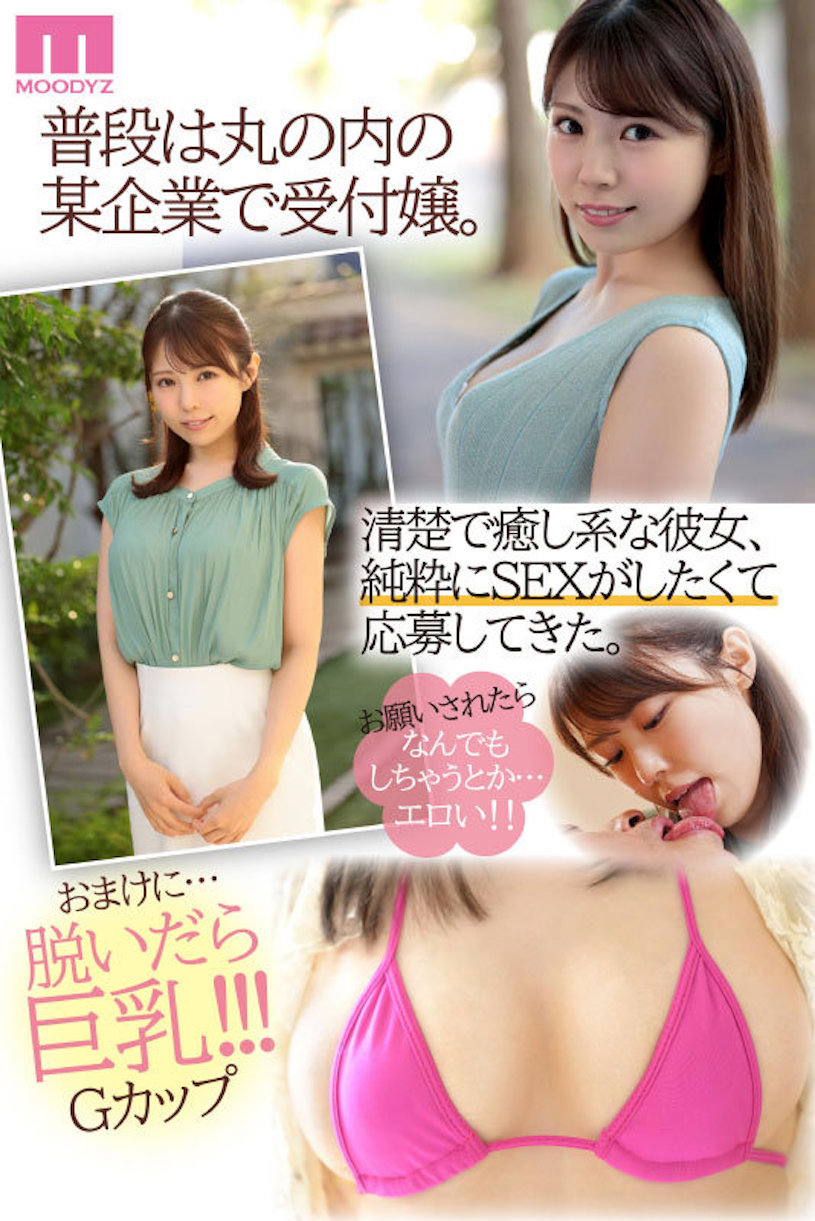 MOODYZ
普段は丸の内の
某企業で受付嬢。
清楚で癒し系な彼女、
純粋にSEXがしたくて
応募してきた。
お願いされたら
なんでも
しちゃうとか…
エロい!!
おまけに…
脱いだら
巨乳!!!
Gカップ